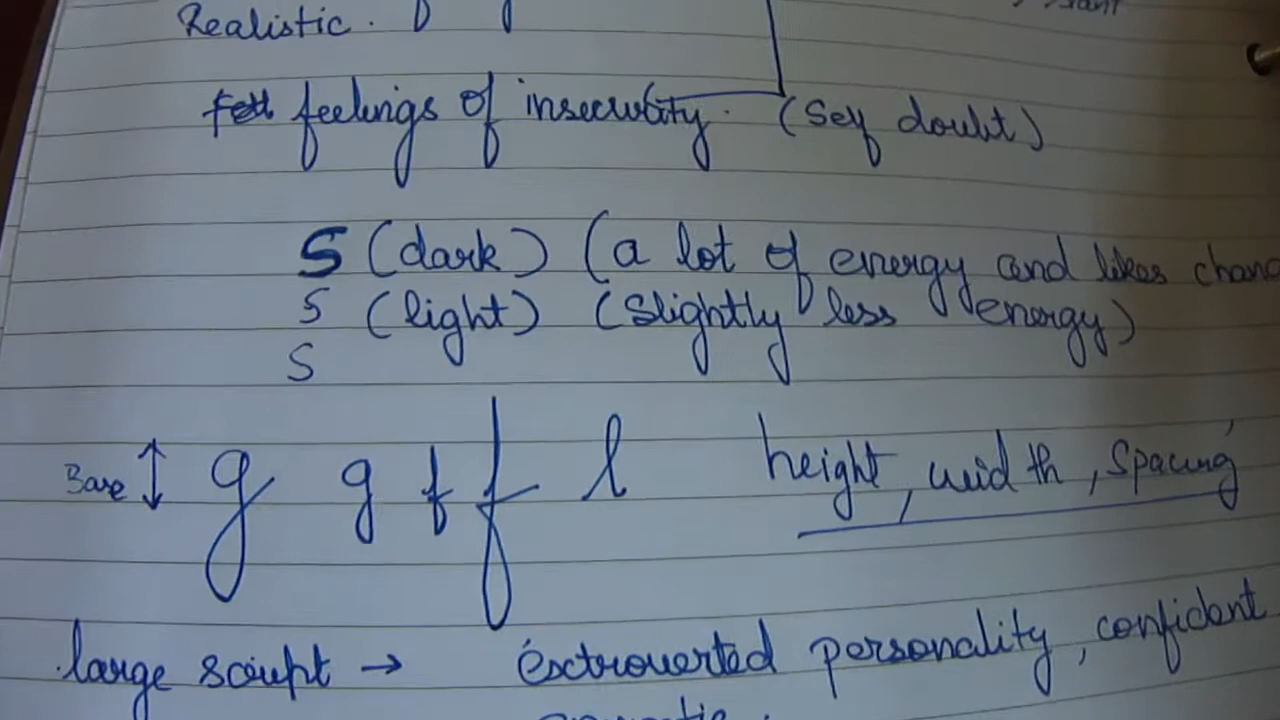 Realistic.
feelings of insecurity. (Self doubt)
S (dark) (a lot of energy and likes chang
S (light) (Slightly less energy)
S
Base ↕ g g f f l height, width, Spacing
large script → extroverted personality, confident